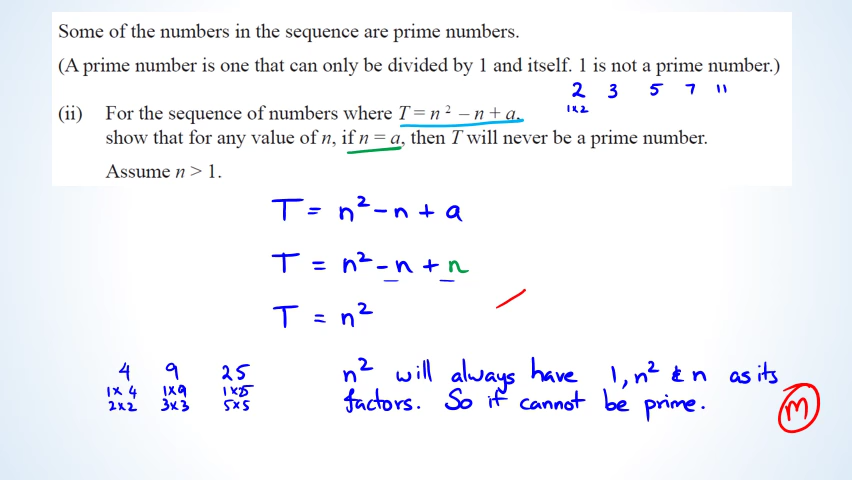 Some of the numbers in the sequence are prime numbers.
(A prime number is one that can only be divided by 1 and itself. 1 is not a prime number.)
2 3 5 7 11
1x2
(ii) For the sequence of numbers where T = n² – n + a,
show that for any value of n, if n = a, then T will never be a prime number.
Assume n > 1.
T = n² - n + a
T = n² - n + n
T = n²
4 9 25
1x4 1x9 1x25
2x2 3x3 5x5
n² will always have 1, n² & n as its
factors. So it cannot be prime.
m